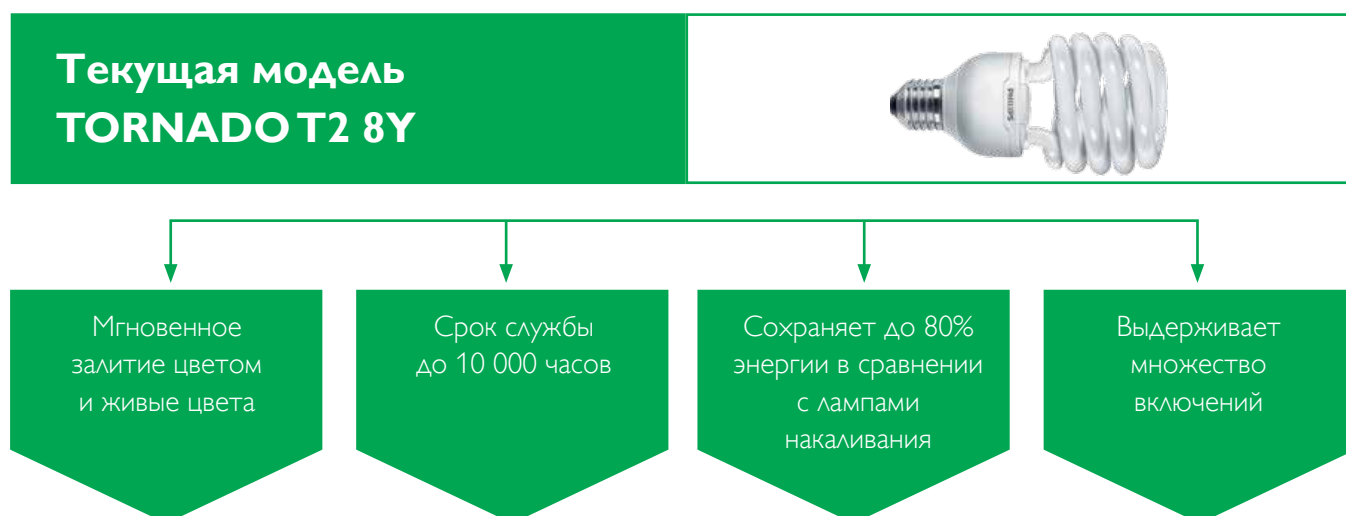 Текущая модель
TORNADO T2 8Y
PHILIPS
Мгновенное
залитие цветом
и живые цвета
Срок службы
до 10 000 часов
Сохраняет до 80%
энергии в сравнении
с лампами
накаливания
Выдерживает
множество
включений